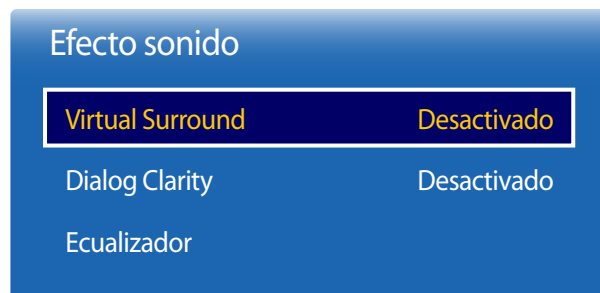 Efecto sonido
Virtual Surround Desactivado
Dialog Clarity Desactivado
Ecualizador